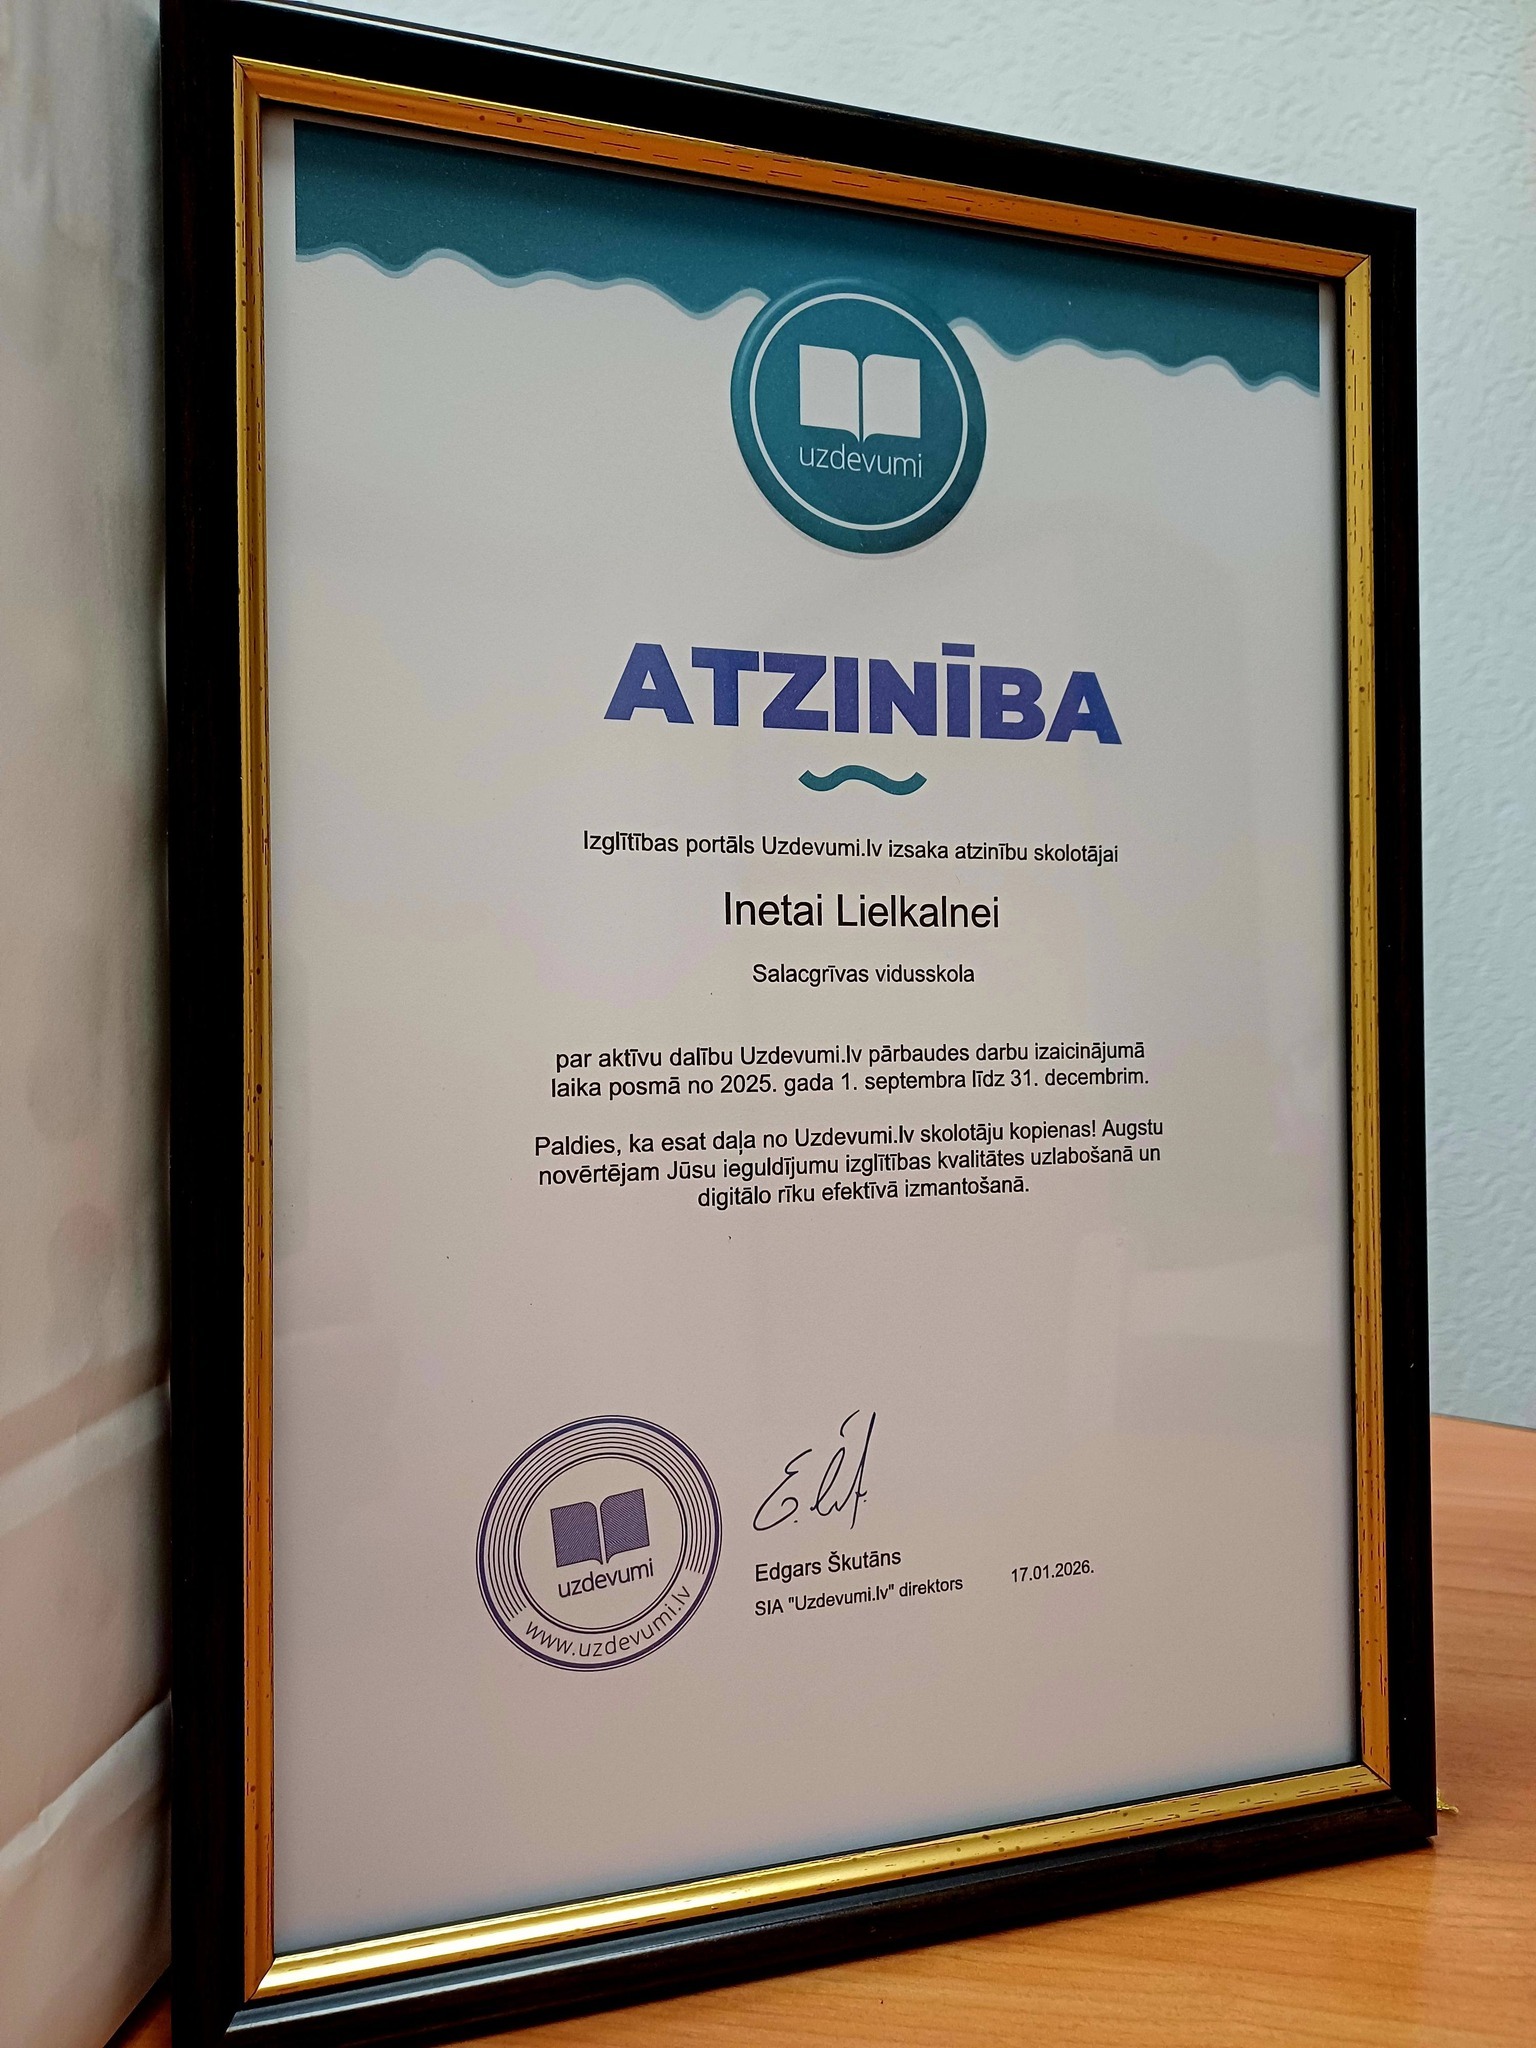 uzdevumi
ATZINĪBA
Izglītības portāls Uzdevumi.lv izsaka atzinību skolotājai
Inetai Lielkalnei
Salacgrīvas vidusskola
par aktīvu dalību Uzdevumi.lv pārbaudes darbu izaicinājumā
laika posmā no 2025. gada 1. septembra līdz 31. decembrim.
Paldies, ka esat daļa no Uzdevumi.lv skolotāju kopienas! Augstu
novērtējam Jūsu ieguldījumu izglītības kvalitātes uzlabošanā un
digitālo rīku efektīvā izmantošanā.
uzdevumi
www.uzdevumi.lv
Edgars Škutāns
SIA "Uzdevumi.lv" direktors 17.01.2026.